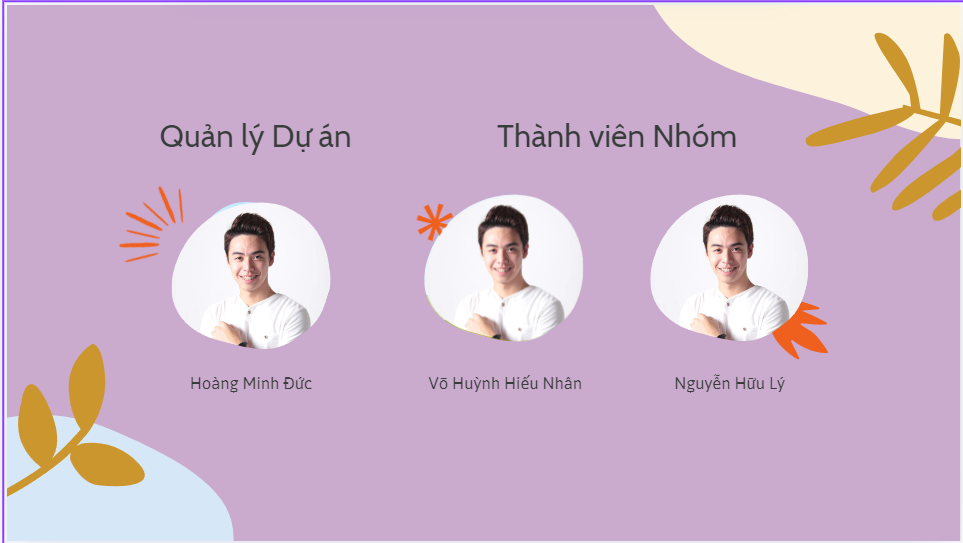 Quản lý Dự án
Thành viên Nhóm
Hoàng Minh Đức
Võ Huỳnh Hiếu Nhân
Nguyễn Hữu Lý